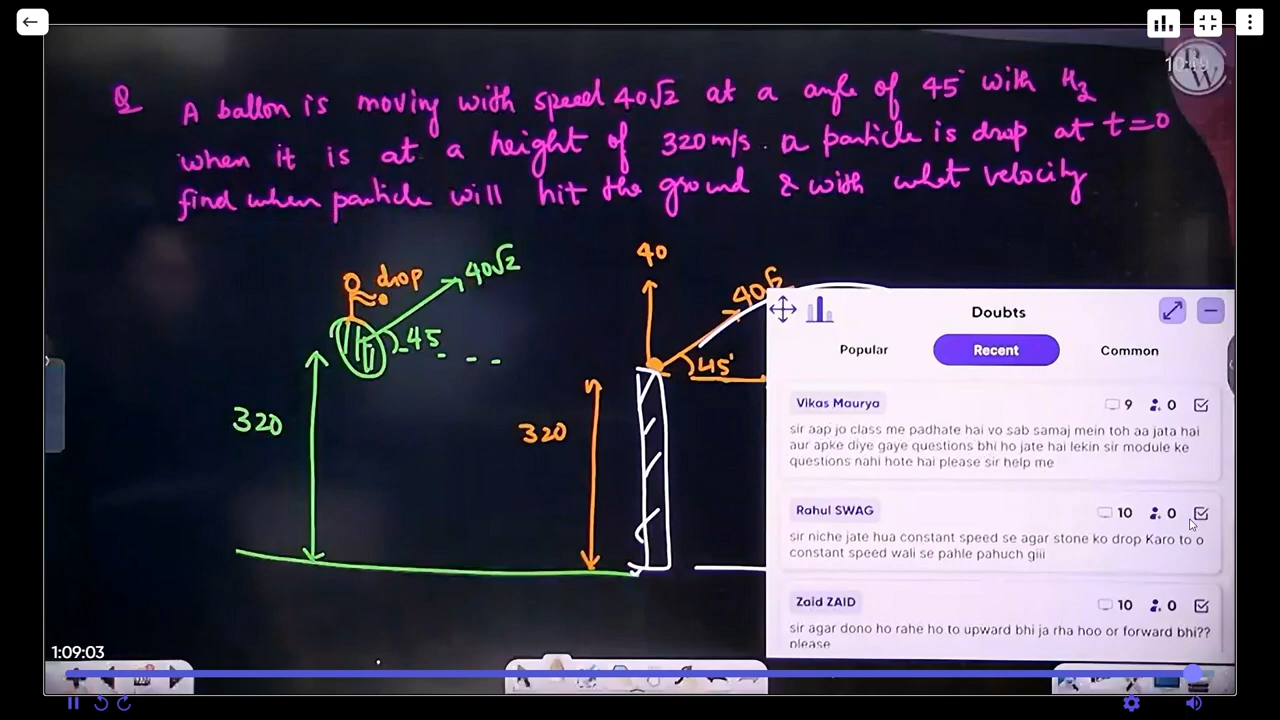 Q A ballon is moving with speed 40√2 at a angle of 45° with Hz
when it is at a height of 320 m/s. a particle is drop at t=0
find when particle will hit the ground & with what velocity
drop
40√2
45
320
40
45°
320
Doubts
Popular Recent Common
Vikas Maurya 9 0
sir aap jo class me padhate hai vo sab samaj mein toh aa jata hai
aur apke diye gaye questions bhi ho jate hai lekin sir module ke
questions nahi hote hai please sir help me
Rahul SWAG 10 0
sir niche jate hua constant speed se agar stone ko drop Karo to o
constant speed wali se pahle pahuch giii
Zaid ZAID 10 0
sir agar dono ho rahe ho to upward bhi ja rha hoo or forward bhi??
please
1:09:03